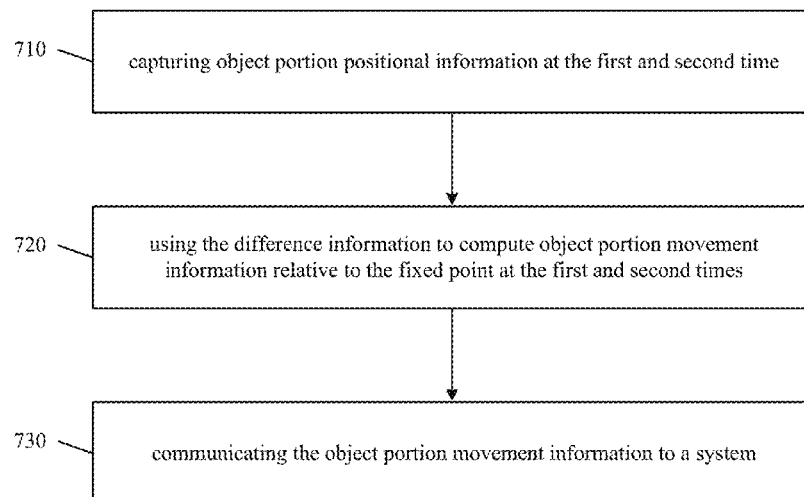 710
capturing object portion positional information at the first and second time
720
using the difference information to compute object portion movement
information relative to the fixed point at the first and second times
730
communicating the object portion movement information to a system